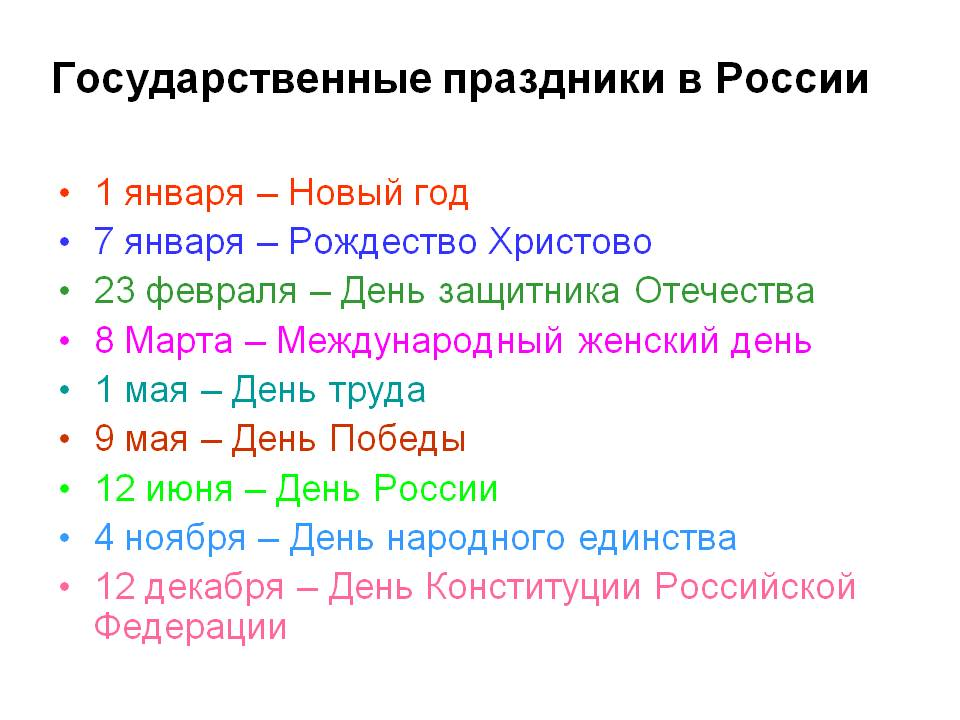 Государственные праздники в России
• 1 января – Новый год
• 7 января – Рождество Христово
• 23 февраля – День защитника Отечества
• 8 Марта – Международный женский день
• 1 мая – День труда
• 9 мая – День Победы
• 12 июня – День России
• 4 ноября – День народного единства
• 12 декабря – День Конституции Российской
Федерации